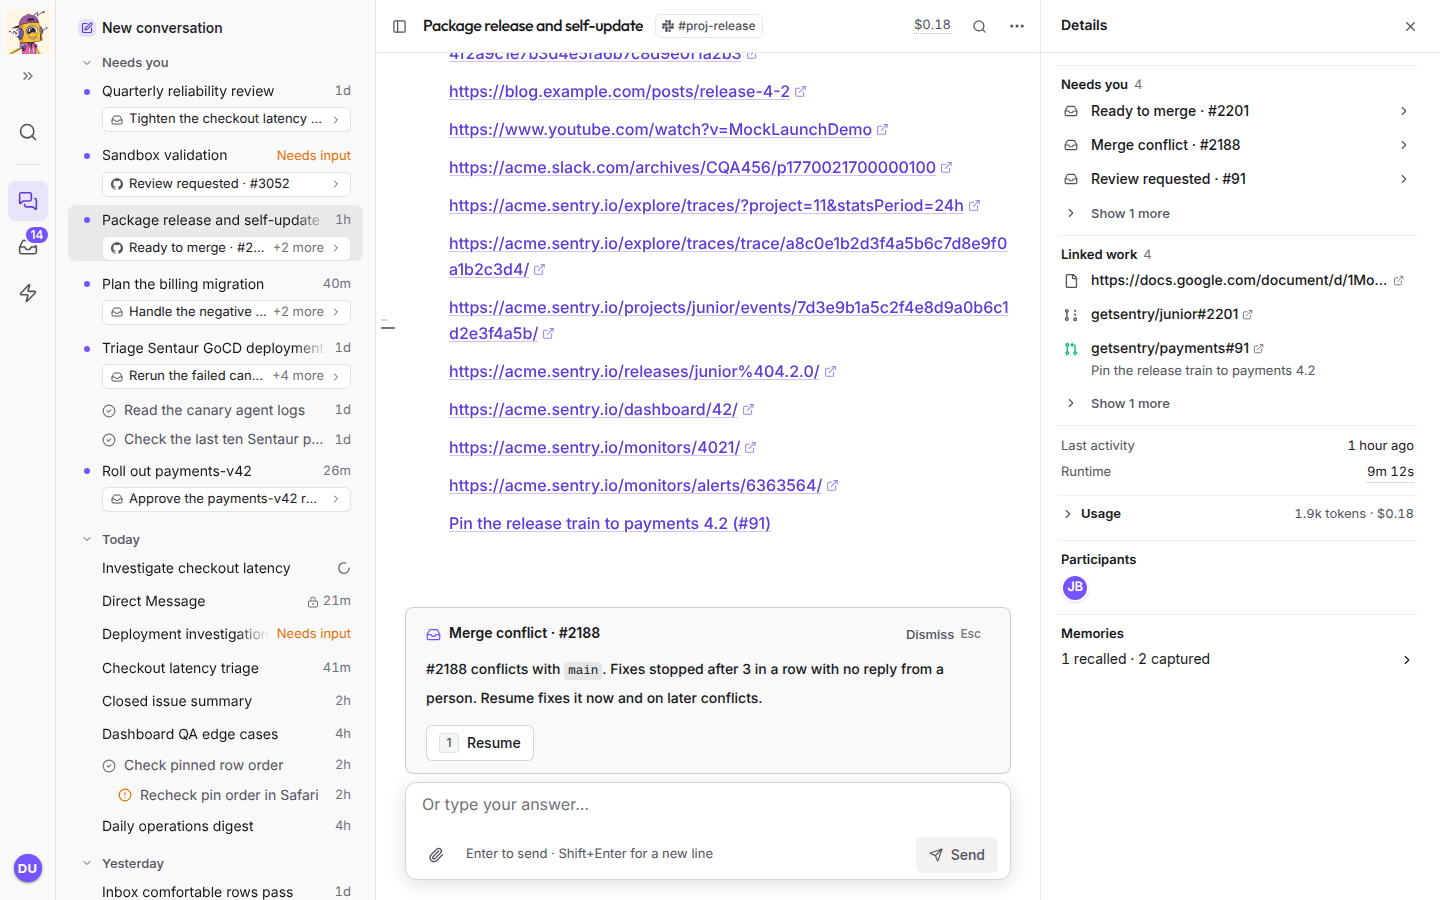 New conversation
Needs you
Quarterly reliability review 1d
Tighten the checkout latency ...
Sandbox validation Needs input
Review requested · #3052
Package release and self-update 1h
Ready to merge · #2... +2 more
Plan the billing migration 40m
Handle the negative ... +2 more
Triage Sentaur GoCD deployment 1d
Rerun the failed can... +4 more
Read the canary agent logs 1d
Check the last ten Sentaur p... 1d
Roll out payments-v42 26m
Approve the payments-v42 r...
Today
Investigate checkout latency
Direct Message 21m
Deployment investigation Needs input
Checkout latency triage 41m
Closed issue summary 2h
Dashboard QA edge cases 4h
Check pinned row order 2h
Recheck pin order in Safari 2h
Daily operations digest 4h
Yesterday
Inbox comfortable rows pass 1d
14
DU
Package release and self-update #proj-release $0.18
https://blog.example.com/posts/release-4-2
https://www.youtube.com/watch?v=MockLaunchDemo
https://acme.slack.com/archives/CQA456/p1770021700000100
https://acme.sentry.io/explore/traces/?project=11&statsPeriod=24h
https://acme.sentry.io/explore/traces/trace/a8c0e1b2d3f4a5b6c7d8e9f0
a1b2c3d4/
https://acme.sentry.io/projects/junior/events/7d3e9b1a5c2f4e8d9a0b6c1
d2e3f4a5b/
https://acme.sentry.io/releases/junior%404.2.0/
https://acme.sentry.io/dashboard/42/
https://acme.sentry.io/monitors/4021/
https://acme.sentry.io/monitors/alerts/6363564/
Pin the release train to payments 4.2 (#91)
Merge conflict · #2188 Dismiss Esc
#2188 conflicts with main. Fixes stopped after 3 in a row with no reply from a
person. Resume fixes it now and on later conflicts.
1 Resume
Or type your answer...
Enter to send · Shift+Enter for a new line Send
Details
Needs you 4
Ready to merge · #2201
Merge conflict · #2188
Review requested · #91
Show 1 more
Linked work 4
https://docs.google.com/document/d/1Mo...
getsentry/junior#2201
getsentry/payments#91
Pin the release train to payments 4.2
Show 1 more
Last activity 1 hour ago
Runtime 9m 12s
Usage 1.9k tokens · $0.18
Participants
JB
Memories
1 recalled · 2 captured